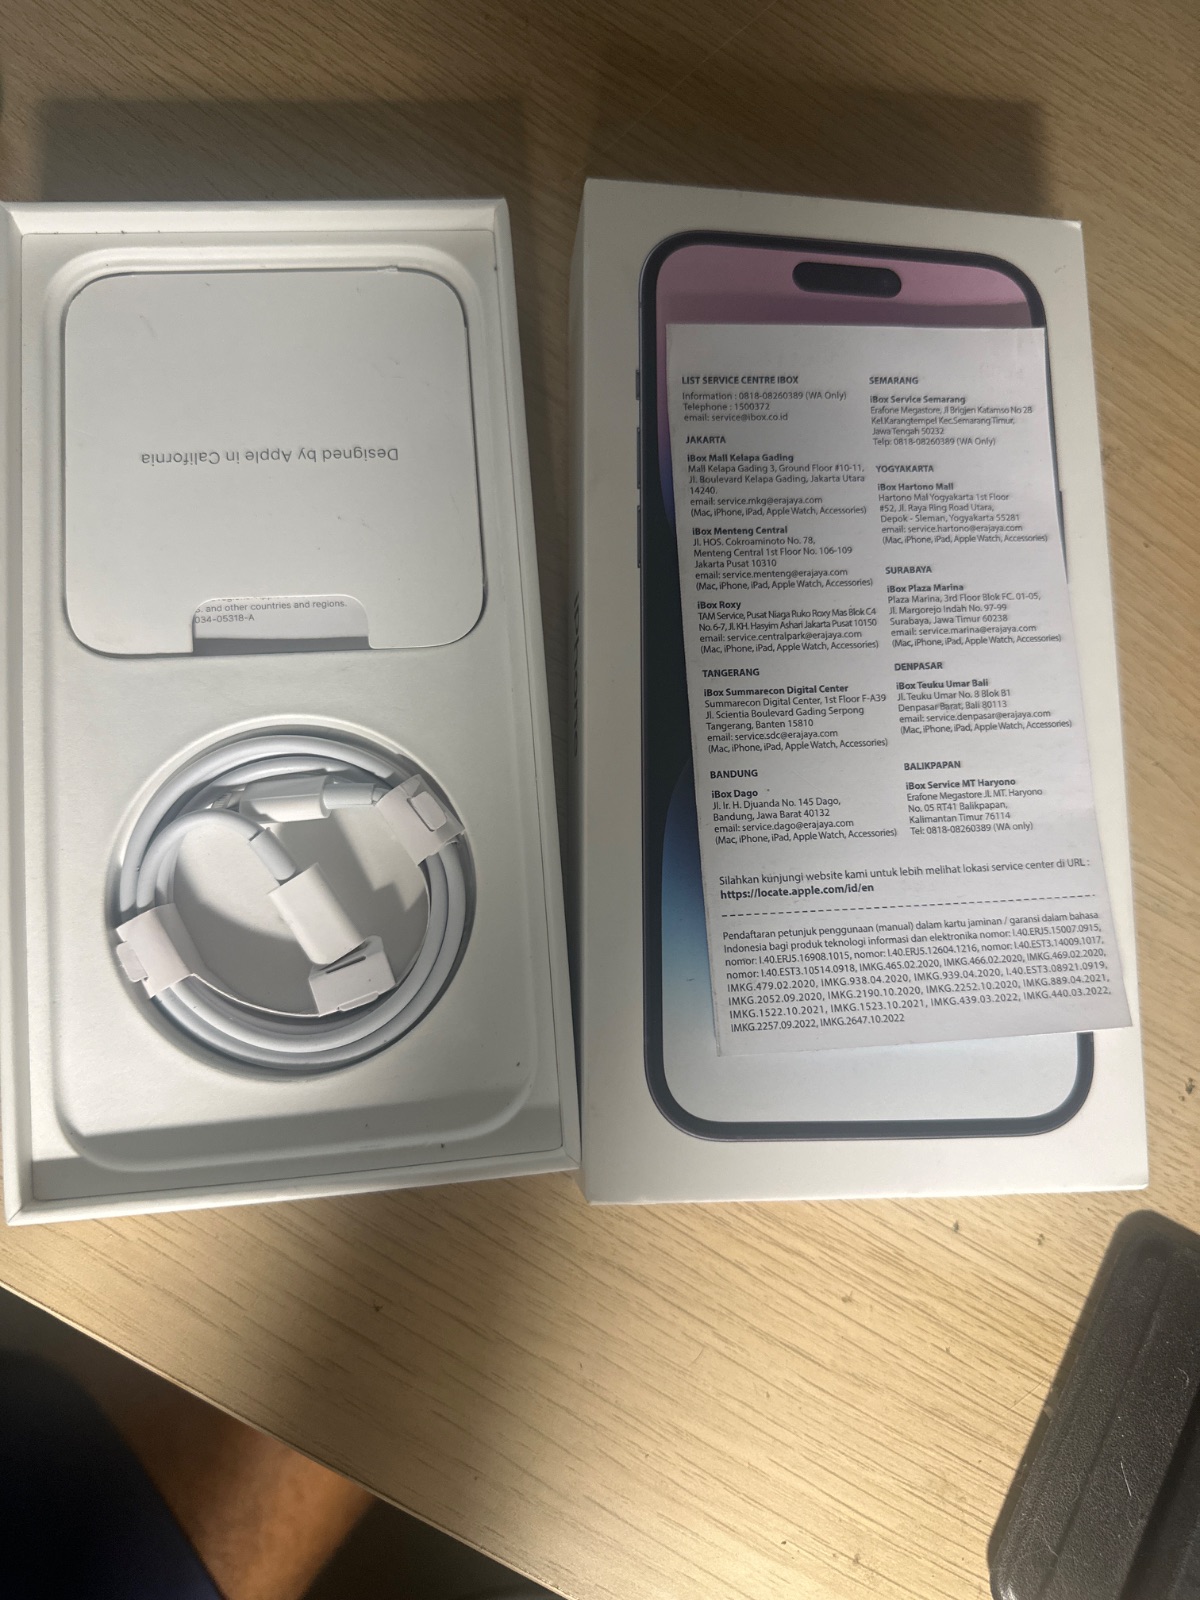 Designed by Apple in California
and other countries and regions.
034-05318-A
LIST SERVICE CENTRE IBOX
Information : 0818-08260389 (WA Only)
Telephone : 1500372
email: service@ibox.co.id
JAKARTA
iBox Mall Kelapa Gading
Mall Kelapa Gading 3, Ground Floor #10-11,
Jl. Boulevard Kelapa Gading, Jakarta Utara
14240.
email: service.mkg@erajaya.com
(Mac, iPhone, iPad, Apple Watch, Accessories)
iBox Menteng Central
Jl. HOS. Cokroaminoto No. 78,
Menteng Central 1st Floor No. 106-109
Jakarta Pusat 10310
email: service.menteng@erajaya.com
(Mac, iPhone, iPad, Apple Watch, Accessories)
iBox Roxy
TAM Service, Pusat Niaga Ruko Roxy Mas Blok C4
No. 6-7, Jl. KH. Hasyim Ashari Jakarta Pusat 10150
email: service.centralpark@erajaya.com
(Mac, iPhone, iPad, Apple Watch, Accessories)
TANGERANG
iBox Summarecon Digital Center
Summarecon Digital Center, 1st Floor F-A39
Jl. Scientia Boulevard Gading Serpong
Tangerang, Banten 15810
email: service.sdc@erajaya.com
(Mac, iPhone, iPad, Apple Watch, Accessories)
BANDUNG
iBox Dago
Jl. Ir. H. Djuanda No. 145 Dago,
Bandung, Jawa Barat 40132
email: service.dago@erajaya.com
(Mac, iPhone, iPad, Apple Watch, Accessories)
SEMARANG
iBox Service Semarang
Erafone Megastore, Jl Brigjen Katamso No 28
Kel.Karangtempel Kec.Semarang Timur,
Jawa Tengah 50232
Telp: 0818-08260389 (WA Only)
YOGYAKARTA
iBox Hartono Mall
Hartono Mal Yogyakarta 1st Floor
#52, Jl. Raya Ring Road Utara,
Depok - Sleman, Yogyakarta 55281
email: service.hartono@erajaya.com
(Mac, iPhone, iPad, Apple Watch, Accessories)
SURABAYA
iBox Plaza Marina
Plaza Marina, 3rd Floor Blok FC. 01-05,
Jl. Margorejo Indah No. 97-99
Surabaya, Jawa Timur 60238
email: service.marina@erajaya.com
(Mac, iPhone, iPad, Apple Watch, Accessories)
DENPASAR
iBox Teuku Umar Bali
Jl. Teuku Umar No. 8 Blok B1
Denpasar Barat, Bali 80113
email: service.denpasar@erajaya.com
(Mac, iPhone, iPad, Apple Watch, Accessories)
BALIKPAPAN
iBox Service MT Haryono
Erafone Megastore Jl. MT. Haryono
No. 05 RT41 Balikpapan,
Kalimantan Timur 76114
Tel: 0818-08260389 (WA only)
Silahkan kunjungi website kami untuk lebih melihat lokasi service center di URL :
https://locate.apple.com/id/en
Pendaftaran petunjuk penggunaan (manual) dalam kartu jaminan / garansi dalam bahasa
Indonesia bagi produk teknologi informasi dan elektronika nomor: I.40.ERJ5.15007.0915,
nomor: I.40.ERJ5.16908.1015, nomor: I.40.ERJ5.12604.1216, nomor: I.40.EST3.14009.1017,
nomor: I.40.EST3.10514.0918, IMKG.465.02.2020, IMKG.466.02.2020, IMKG.469.02.2020,
IMKG.479.02.2020, IMKG.938.04.2020, IMKG.939.04.2020, I.40.EST3.08921.0919,
IMKG.2052.09.2020, IMKG.2190.10.2020, IMKG.2252.10.2020, IMKG.889.04.2021,
IMKG.1522.10.2021, IMKG.1523.10.2021, IMKG.439.03.2022, IMKG.440.03.2022,
IMKG.2257.09.2022, IMKG.2647.10.2022